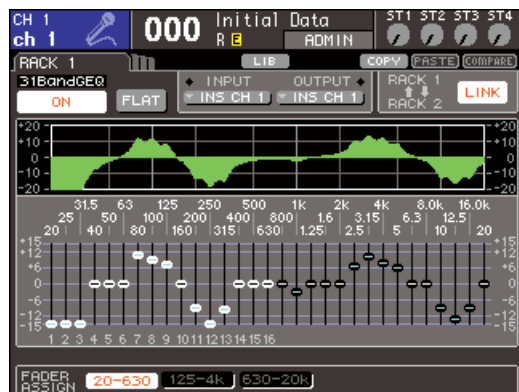 CH 1
ch 1
000
Initial Data
R E
ADMIN
ST1 ST2 ST3 ST4
RACK 1
LIB
COPY PASTE COMPARE
31BandGEQ
ON
FLAT
INPUT
INS CH 1
OUTPUT
INS CH 1
RACK 1
RACK 2
LINK
+20 +20
+10 +10
0 0
-10 -10
-20 -20
31.5 63 125 250 500 1k 2k 4k 8.0k 16.0k
25 50 100 200 400 800 1.6 3.15 6.3 12.5
20 40 80 160 315 630 1.25 2.5 5 10 20
+15 +15
+12 +12
+6 +6
0 0
-6 -6
-12 -12
-15 -15
1 2 3 4 5 6 7 8 9 10 11 12 13 14 15 16
FADER
ASSIGN
20-630
125-4k
630-20k